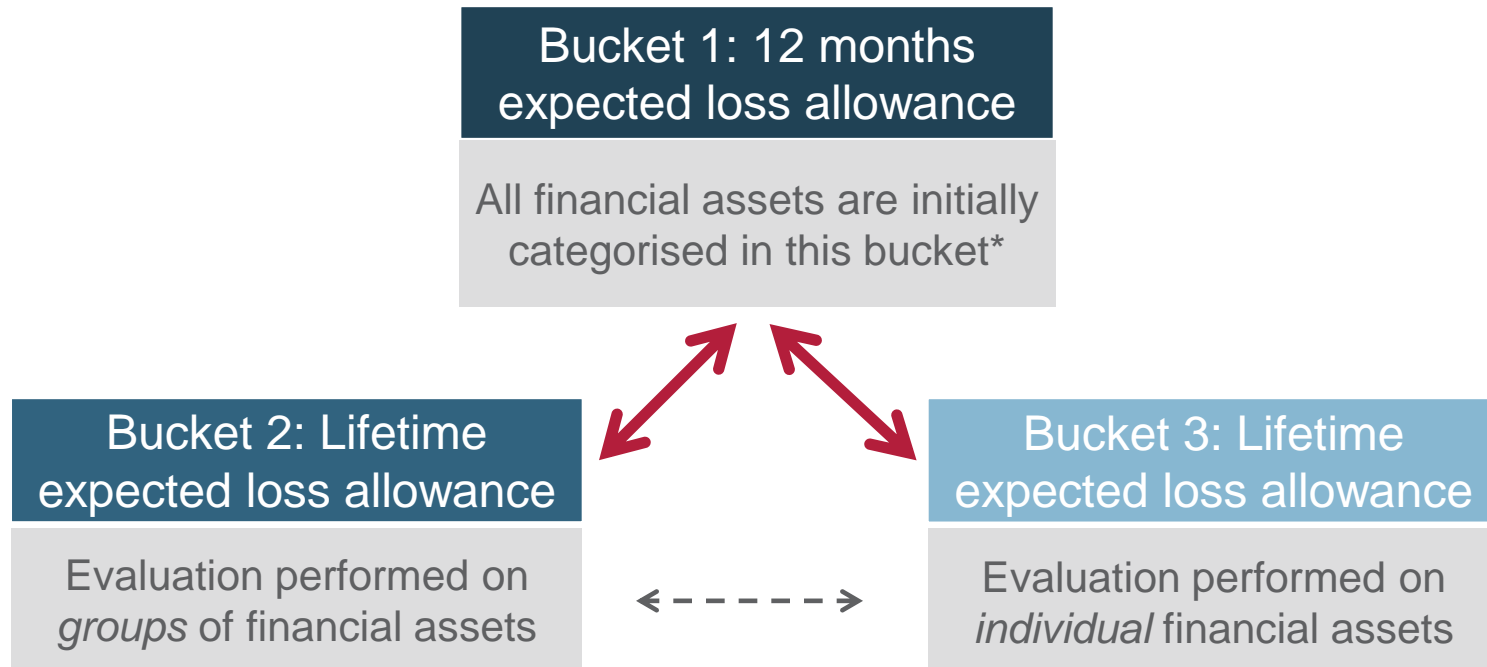 Bucket 1: 12 months
expected loss allowance
All financial assets are initially
categorised in this bucket*
Bucket 2: Lifetime
expected loss allowance
Evaluation performed on
groups of financial assets
Bucket 3: Lifetime
expected loss allowance
Evaluation performed on
individual financial assets